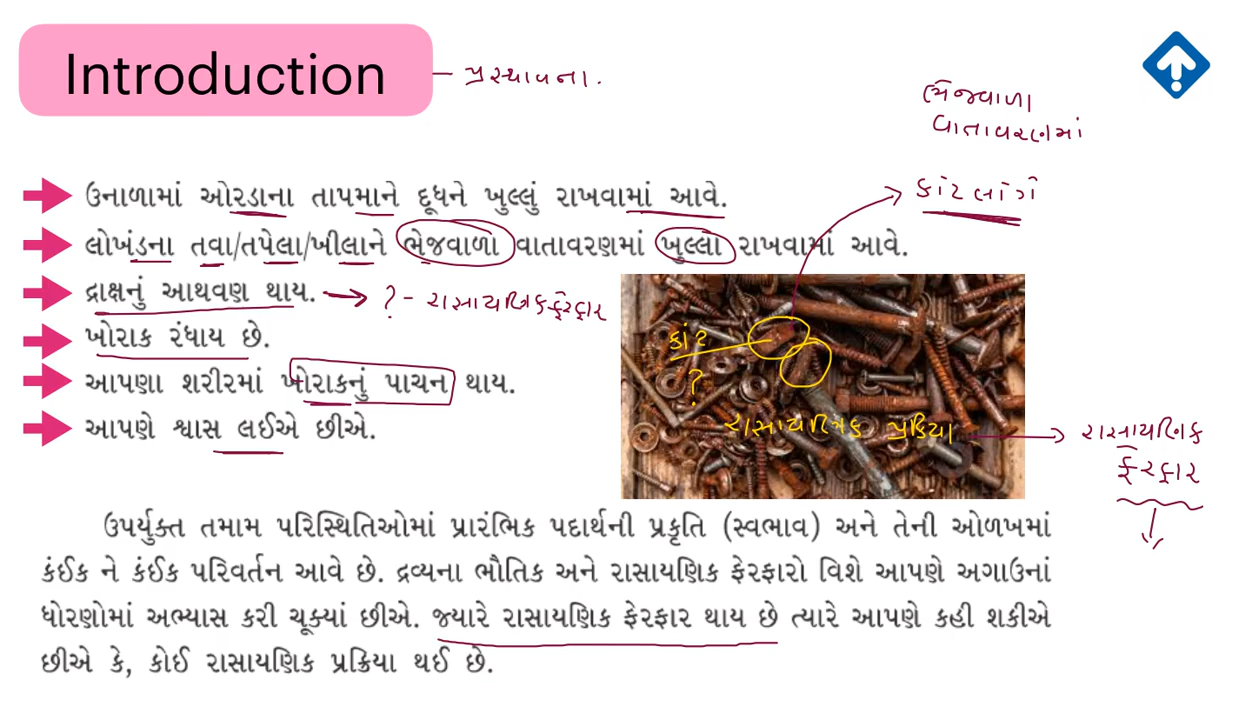 Introduction
પ્રસ્તાવના.
ભેજવાળા
વાતાવરણમાં
ઉનાળામાં ઓરડાના તાપમાને દૂધને ખુલ્લું રાખવામાં આવે.
કાટ લાગે
લોખંડના તવા/તપેલા/ખીલાને ભેજવાળા વાતાવરણમાં ખુલ્લા રાખવામાં આવે.
દ્રાક્ષનું આથવણ થાય.
? - રાસાયણિક ફેરફાર
ખોરાક રંધાય છે.
કાટ
?
આપણા શરીરમાં ખોરાકનું પાચન થાય.
આપણે શ્વાસ લઈએ છીએ.
રાસાયણિક પ્રક્રિયા
રાસાયણિક
ફેરફાર
ઉપર્યુક્ત તમામ પરિસ્થિતિઓમાં પ્રારંભિક પદાર્થની પ્રકૃતિ (સ્વભાવ) અને તેની ઓળખમાં
કંઈક ને કંઈક પરિવર્તન આવે છે. દ્રવ્યના ભૌતિક અને રાસાયણિક ફેરફારો વિશે આપણે અગાઉનાં
ધોરણોમાં અભ્યાસ કરી ચૂક્યાં છીએ. જ્યારે રાસાયણિક ફેરફાર થાય છે ત્યારે આપણે કહી શકીએ
છીએ કે, કોઈ રાસાયણિક પ્રક્રિયા થઈ છે.